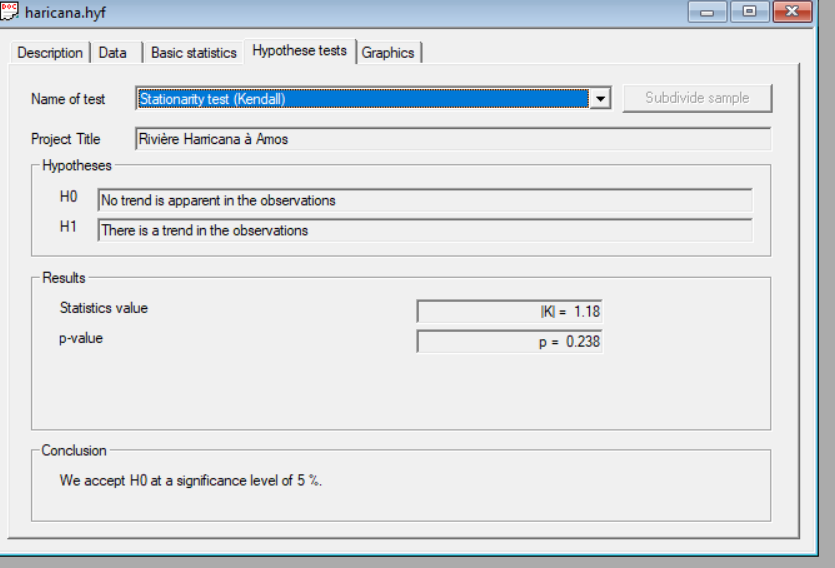 DOC
haricana.hyf
Description Data Basic statistics Hypothese tests Graphics
Name of test Stationarity test (Kendall) Subdivide sample
Project Title Rivière Harricana à Amos
Hypotheses
H0 No trend is apparent in the observations
H1 There is a trend in the observations
Results
Statistics value |K| = 1.18
p-value p = 0.238
Conclusion
We accept H0 at a significance level of 5 %.